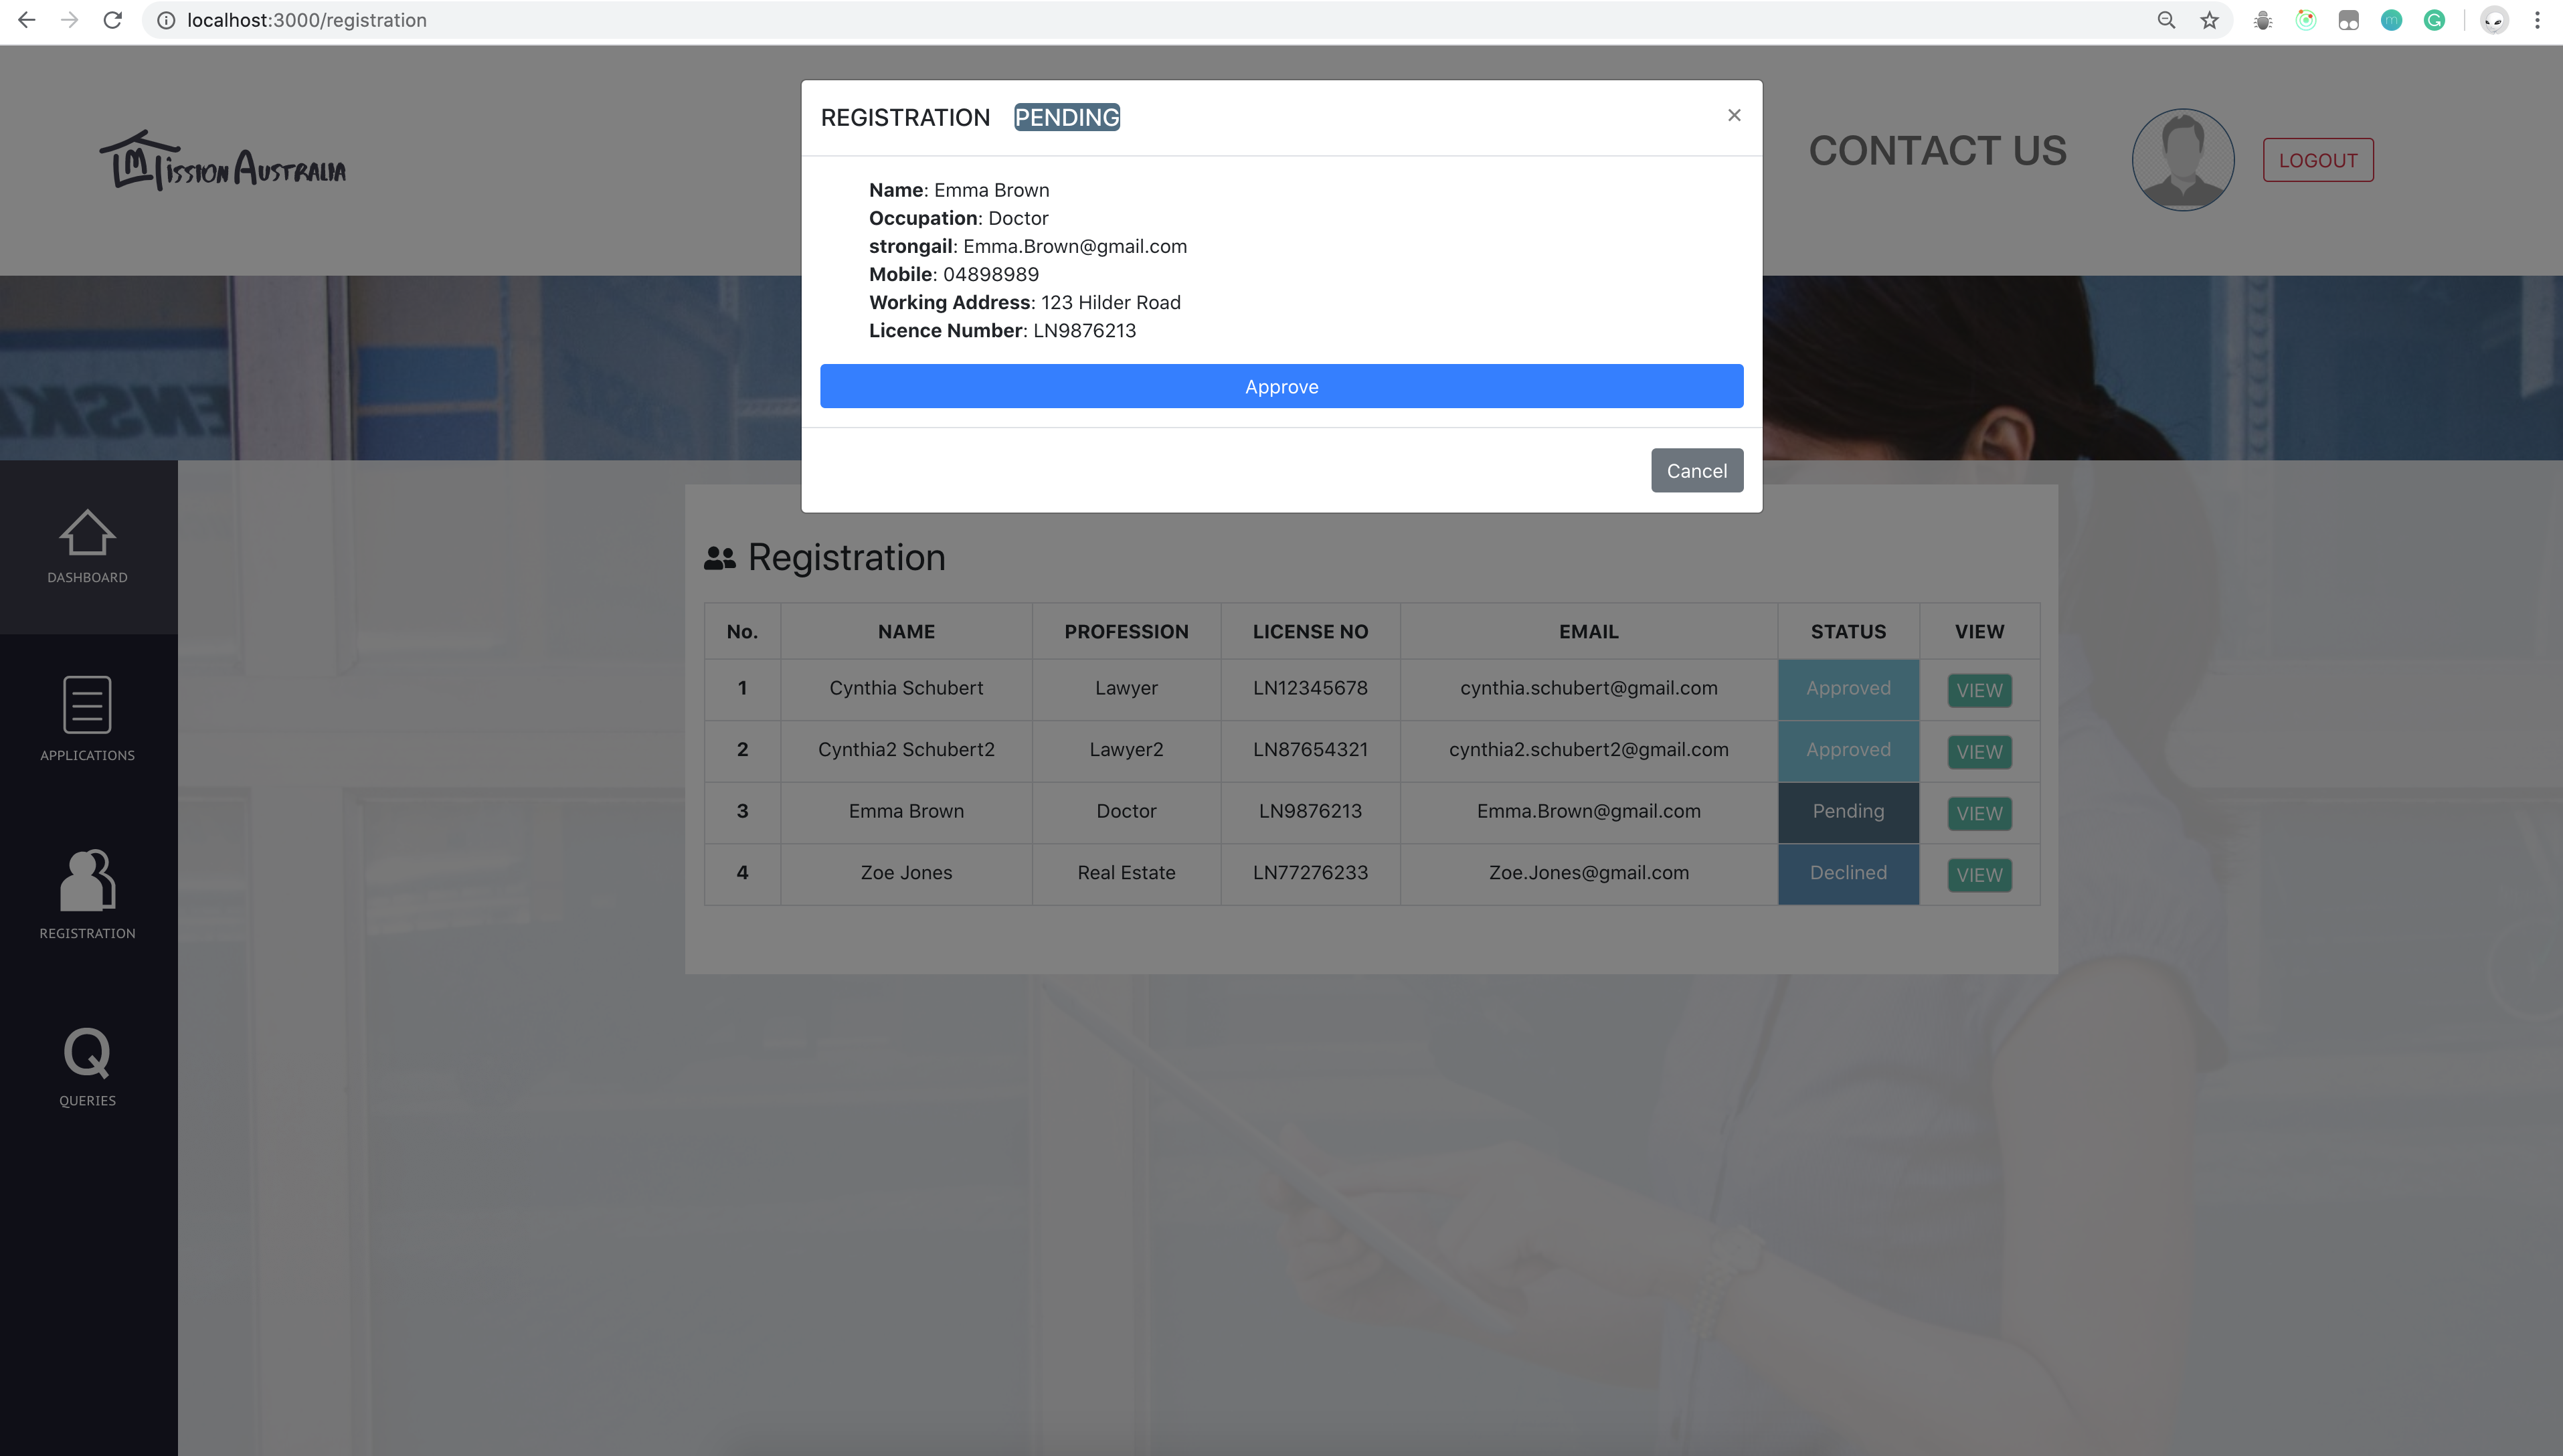 localhost:3000/registration
Mission Australia
CONTACT US
LOGOUT
REGISTRATION PENDING
×
Name: Emma Brown
Occupation: Doctor
strongail: Emma.Brown@gmail.com
Mobile: 04898989
Working Address: 123 Hilder Road
Licence Number: LN9876213
Approve
Cancel
DASHBOARD
APPLICATIONS
REGISTRATION
Q
QUERIES
Registration
No. NAME PROFESSION LICENSE NO EMAIL STATUS VIEW
1 Cynthia Schubert Lawyer LN12345678 cynthia.schubert@gmail.com Approved VIEW
2 Cynthia2 Schubert2 Lawyer2 LN87654321 cynthia2.schubert2@gmail.com Approved VIEW
3 Emma Brown Doctor LN9876213 Emma.Brown@gmail.com Pending VIEW
4 Zoe Jones Real Estate LN77276233 Zoe.Jones@gmail.com Declined VIEW